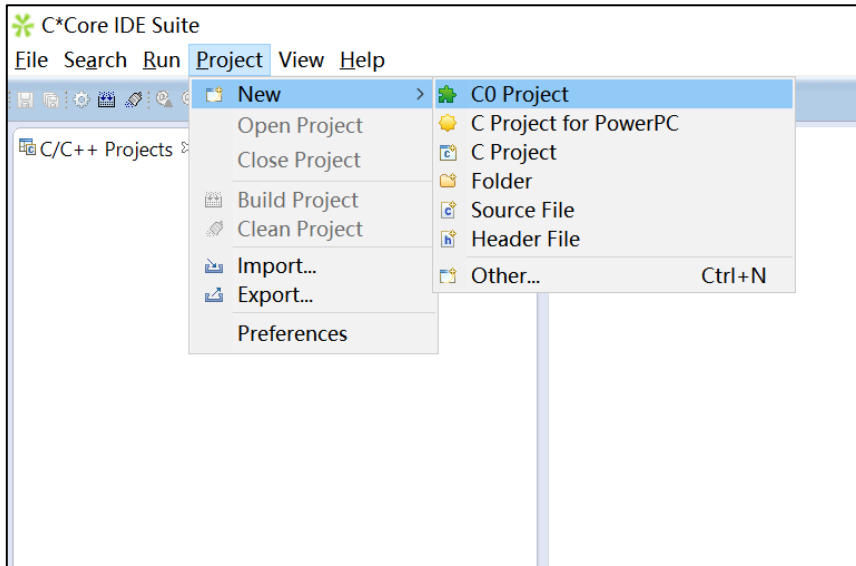 C*Core IDE Suite
File Search Run Project View Help
C/C++ Projects
New
Open Project
Close Project
Build Project
Clean Project
Import...
Export...
Preferences
C0 Project
C Project for PowerPC
C Project
Folder
Source File
Header File
Other... Ctrl+N